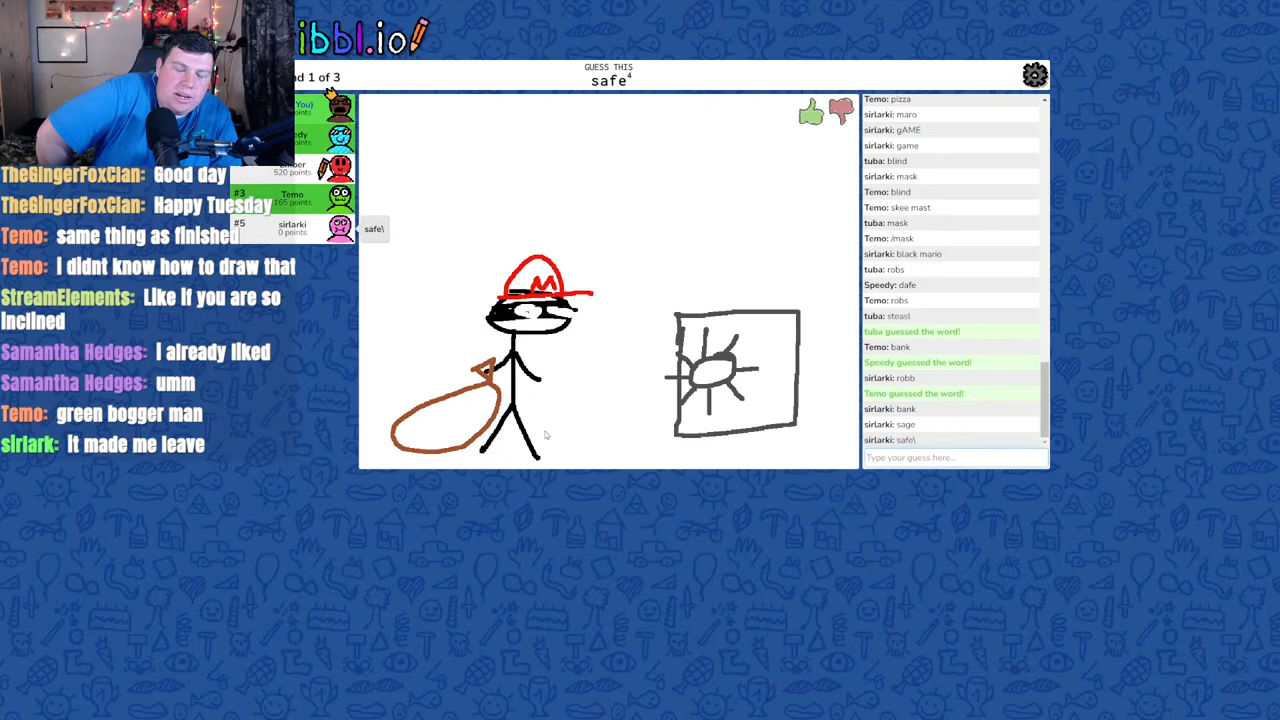 ibbl.io
nd 1 of 3
GUESS THIS
safe4
You)
points
edy
points
520 points
#3
Temo
165 points
#5
sirlarki
0 points
safe\
M
TheGingerFoxClan: Good day
TheGingerFoxClan: Happy Tuesday
Temo: same thing as finished
Temo: I didnt know how to draw that
StreamElements: Like if you are so
inclined
Samantha Hedges: I already liked
Samantha Hedges: umm
Temo: green bogger man
sirlark: It made me leave
Temo: pizza
sirlarki: maro
sirlarki: gAME
sirlarki: game
tuba: blind
sirlarki: mask
Temo: blind
Temo: skee mast
tuba: mask
Temo: /mask
sirlarki: black mario
tuba: robs
Speedy: dafe
Temo: robs
tuba: steasl
tuba guessed the word!
Temo: bank
Speedy guessed the word!
sirlarki: robb
Temo guessed the word!
sirlarki: bank
sirlarki: sage
sirlarki: safe\
Type your guess here...